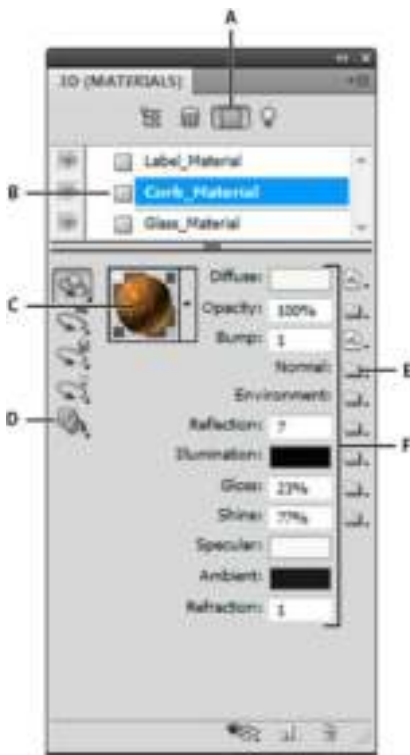 A
3D {MATERIALS}
Label_Material
B
Cork_Material
Glass_Material
C
Diffuse:
Opacity: 100%
Bump: 1
Normal:
E
Environment:
D
Reflection: 7
F
Illumination:
Gloss: 23%
Shine: 77%
Specular:
Ambient:
Refraction: 1